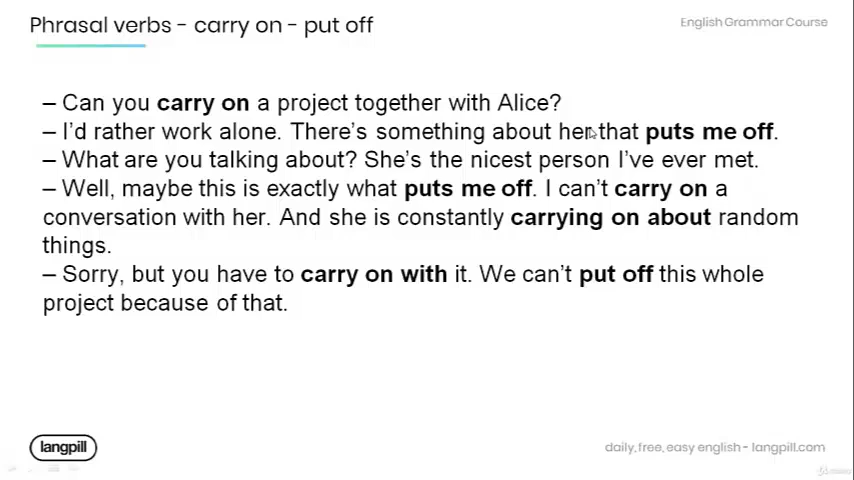 Phrasal verbs - carry on - put off
English Grammar Course
– Can you carry on a project together with Alice?
– I'd rather work alone. There's something about her that puts me off.
– What are you talking about? She's the nicest person I've ever met.
– Well, maybe this is exactly what puts me off. I can't carry on a
conversation with her. And she is constantly carrying on about random
things.
– Sorry, but you have to carry on with it. We can't put off this whole
project because of that.
langpill
daily, free, easy english - langpill.com